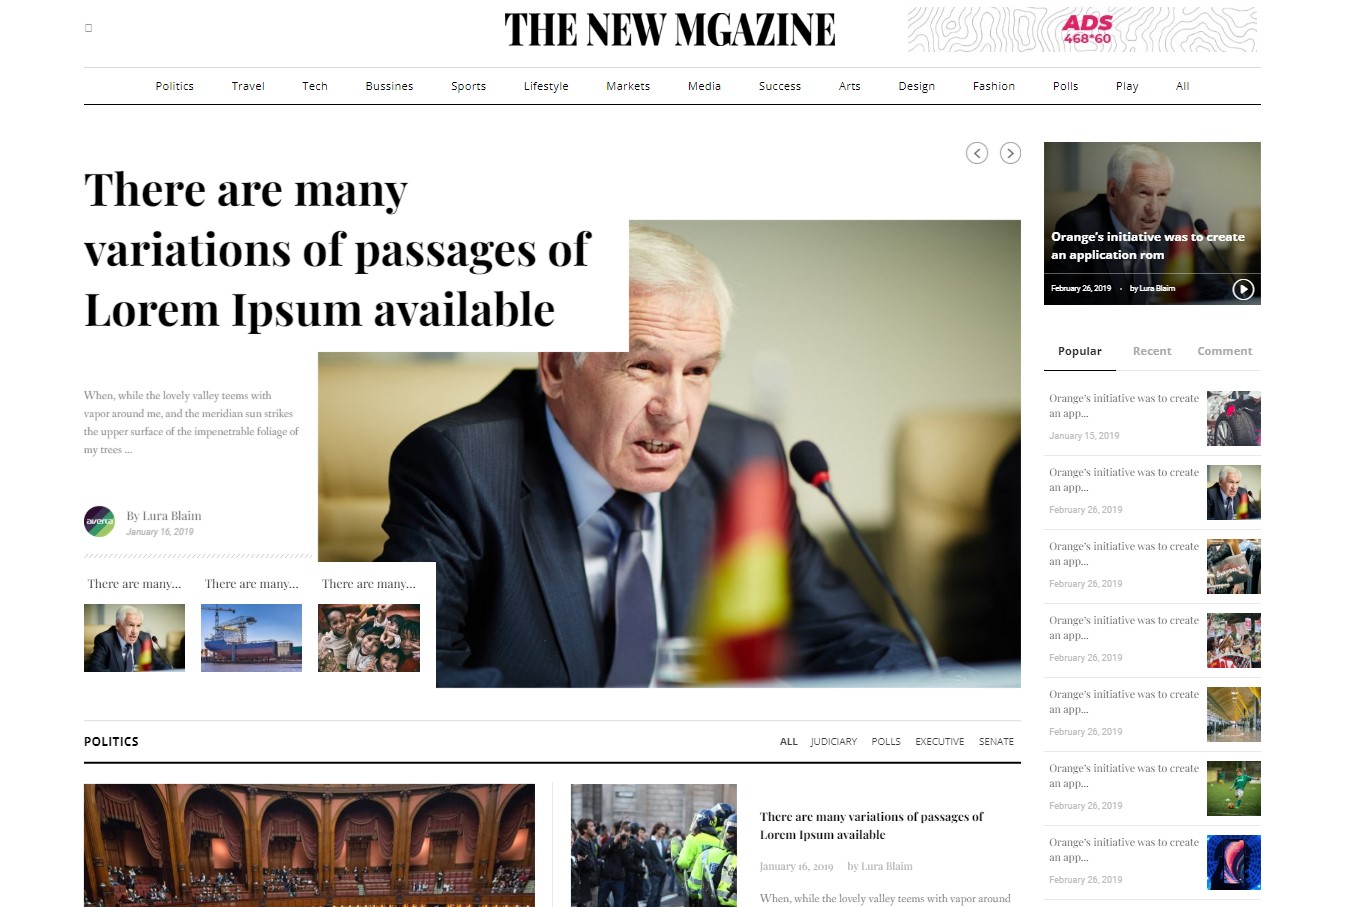 THE NEW MGAZINE
ADS
468*60
Politics Travel Tech Bussines Sports Lifestyle Markets Media Success Arts Design Fashion Polls Play All
There are many
variations of passages of
Lorem Ipsum available
When, while the lovely valley teems with
vapor around me, and the meridian sun strikes
the upper surface of the impenetrable foliage of
my trees ...
averta
By Lura Blaim
January 16, 2019
There are many... There are many... There are many...
Orange's initiative was to create
an application rom
February 26, 2019 • by Lura Blaim
Popular Recent Comment
Orange's initiative was to create
an app...
January 15, 2019
Orange's initiative was to create
an app...
February 26, 2019
Orange's initiative was to create
an app...
February 26, 2019
Orange's initiative was to create
an app...
February 26, 2019
Orange's initiative was to create
an app...
February 26, 2019
Orange's initiative was to create
an app...
February 26, 2019
Orange's initiative was to create
an app...
February 26, 2019
POLITICS
ALL JUDICIARY POLLS EXECUTIVE SENATE
There are many variations of passages of
Lorem Ipsum available
January 16, 2019 by Lura Blaim
When, while the lovely valley teems with vapor around